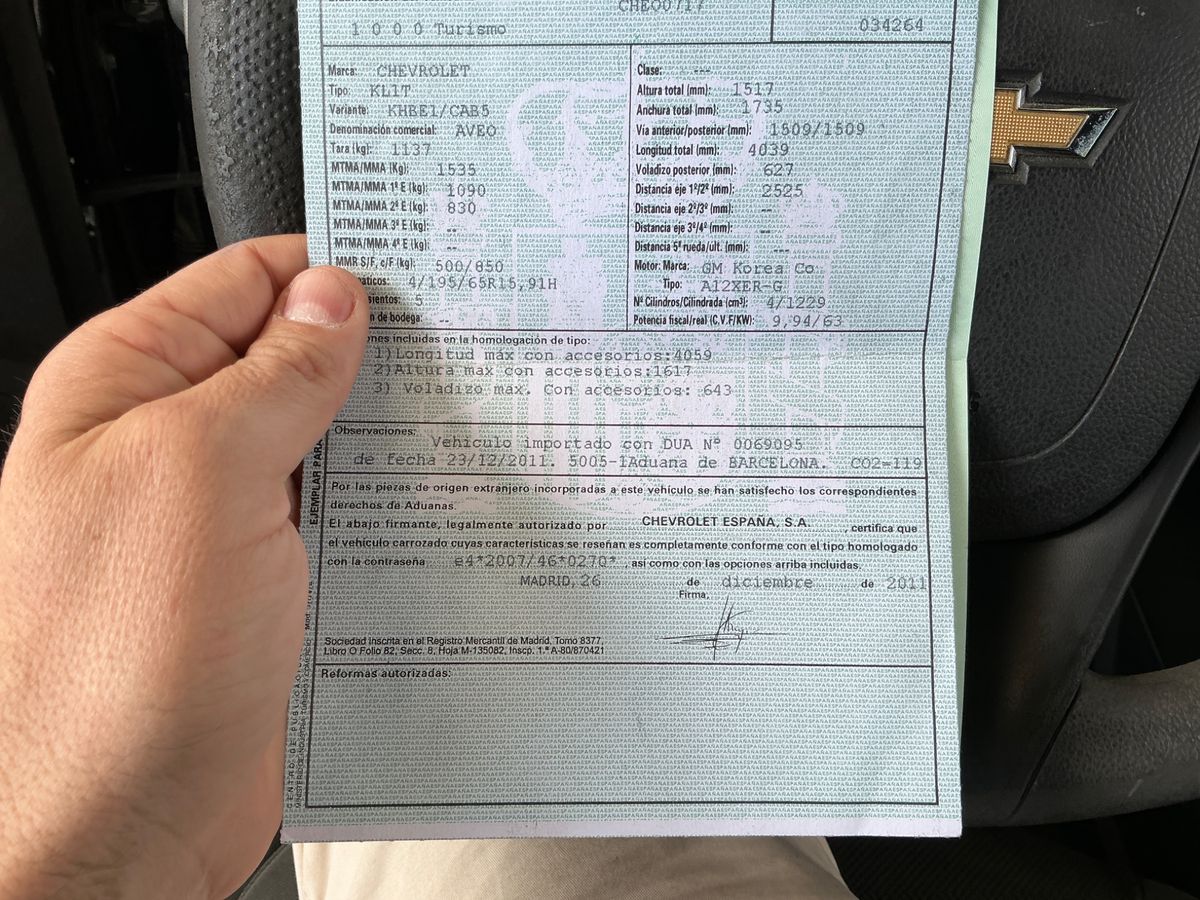 CHE00717
1 0 0 0 Turismo
034264
Marca: CHEVROLET
Tipo: KL1T
Variante: KHBE1/CAB5
Denominación comercial: AVEO
Tara (kg): 1137
MTMA/MMA (Kg): 1535
MTMA/MMA 1º E (kg): 1090
MTMA/MMA 2º E (kg): 830
MTMA/MMA 3º E (kg): --
MTMA/MMA 4º E (kg): --
MMR S/F, c/F (kg): 500/850
áticos: 4/195/65R15,91H
sientos: 5
n de bodega: --
Clase: ---
Altura total (mm): 1517
Anchura total (mm): 1735
Vía anterior/posterior (mm): 1509/1509
Longitud total (mm): 4039
Voladizo posterior (mm): 627
Distancia eje 1º/2º (mm): 2525
Distancia eje 2º/3º (mm): --
Distancia eje 3º/4º (mm): --
Distancia 5ª rueda/ult. (mm): ---
Motor: Marca: GM Korea Co
Tipo: A12XER-G
Nº Cilindros/Cilindrada (cm³): 4/1229
Potencia fiscal/real (C.V.F/KW): 9,94/63
ones incluidas en la homologación de tipo:
1)Longitud máx con accesorios:4059
2)Altura max con accesorios:1617
3) Voladizo max. Con accesorios: 643
Observaciones: Vehículo importado con DUA Nº 0069095
de fecha 23/12/2011. 5005-1Aduana de BARCELONA. CO2=119
Por las piezas de origen extranjero incorporadas a este vehículo se han satisfecho los correspondientes
derechos de Aduanas.
El abajo firmante, legalmente autorizado por CHEVROLET ESPAÑA, S.A. certifica que
el vehículo carrozado cuyas características se reseñan es completamente conforme con el tipo homologado
con la contraseña e4*2007/46*0270* , así como con las opciones arriba incluidas.
MADRID, 26 de diciembre de 2011
Firma,
Sociedad Inscrita en el Registro Mercantil de Madrid, Tomo 8377,
Libro O Folio 82, Secc. 8, Hoja M-135082, Inscp. 1.ª A-80/870421
Reformas autorizadas:
EJEMPLAR PARA